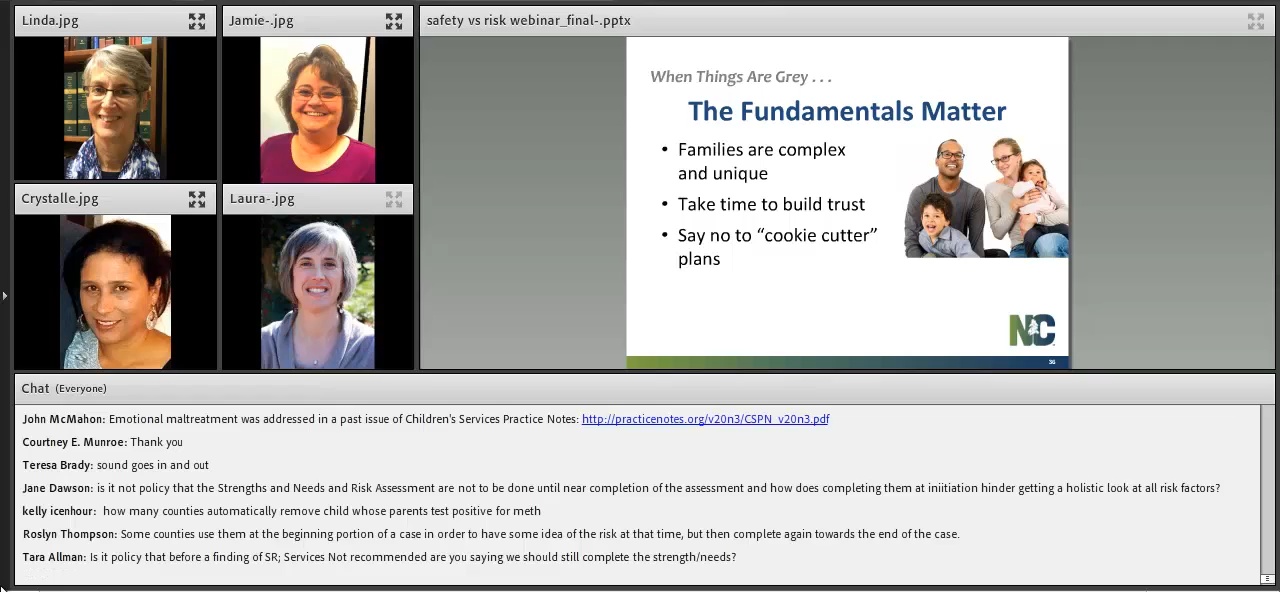 Linda.jpg
Jamie-.jpg
safety vs risk webinar_final-.pptx
When Things Are Grey . . .
The Fundamentals Matter
• Families are complex
and unique
• Take time to build trust
• Say no to “cookie cutter”
plans
NC
36
Crystalle.jpg
Laura-.jpg
Chat (Everyone)
John McMahon: Emotional maltreatment was addressed in a past issue of Children's Services Practice Notes: http://practicenotes.org/v20n3/CSPN_v20n3.pdf
Courtney E. Munroe: Thank you
Teresa Brady: sound goes in and out
Jane Dawson: is it not policy that the Strengths and Needs and Risk Assessment are not to be done until near completion of the assessment and how does completing them at iniitiation hinder getting a holistic look at all risk factors?
kelly icenhour: how many counties automatically remove child whose parents test positive for meth
Roslyn Thompson: Some counties use them at the beginning portion of a case in order to have some idea of the risk at that time, but then complete again towards the end of the case.
Tara Allman: Is it policy that before a finding of SR; Services Not recommended are you saying we should still complete the strength/needs?